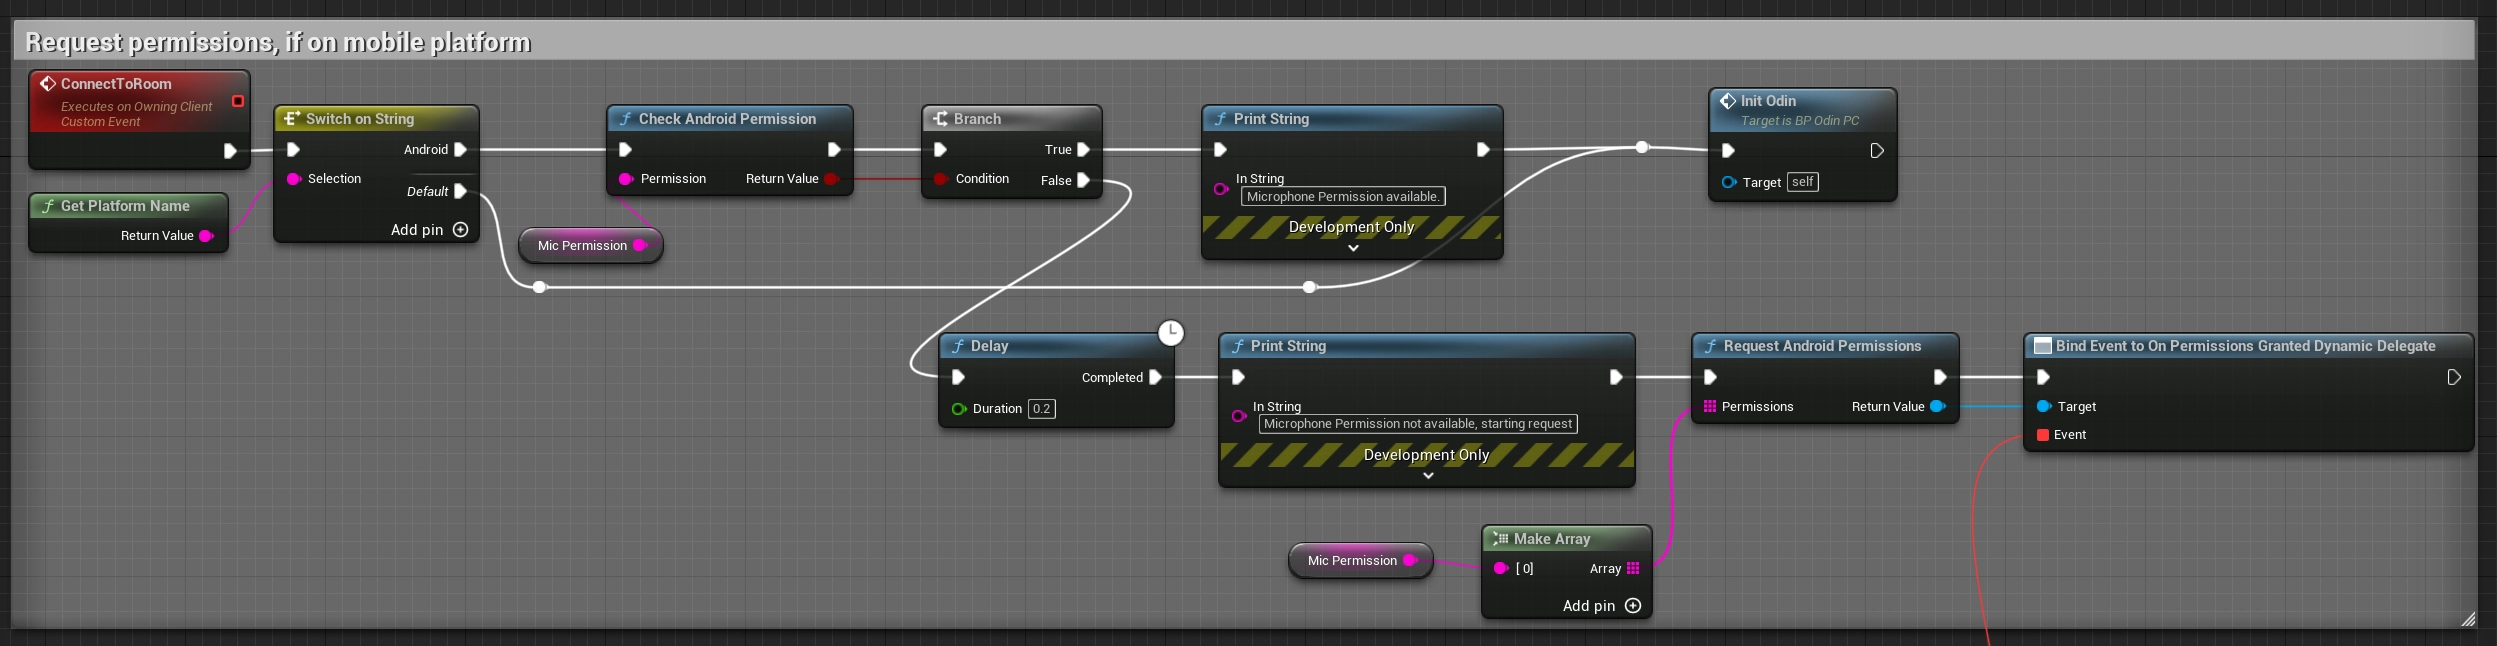 Request permissions, if on mobile platform
ConnectToRoom
Executes on Owning Client
Custom Event
Get Platform Name
Return Value
Switch on String
Android
Selection
Default
Add pin
Check Android Permission
Permission
Return Value
Mic Permission
Branch
True
Condition
False
Print String
In String
Microphone Permission available.
Development Only
Init Odin
Target is BP Odin PC
Target self
Delay
Completed
Duration 0.2
Print String
In String
Microphone Permission not available, starting request
Development Only
Request Android Permissions
Permissions
Return Value
Bind Event to On Permissions Granted Dynamic Delegate
Target
Event
Mic Permission
Make Array
[ 0]
Array
Add pin